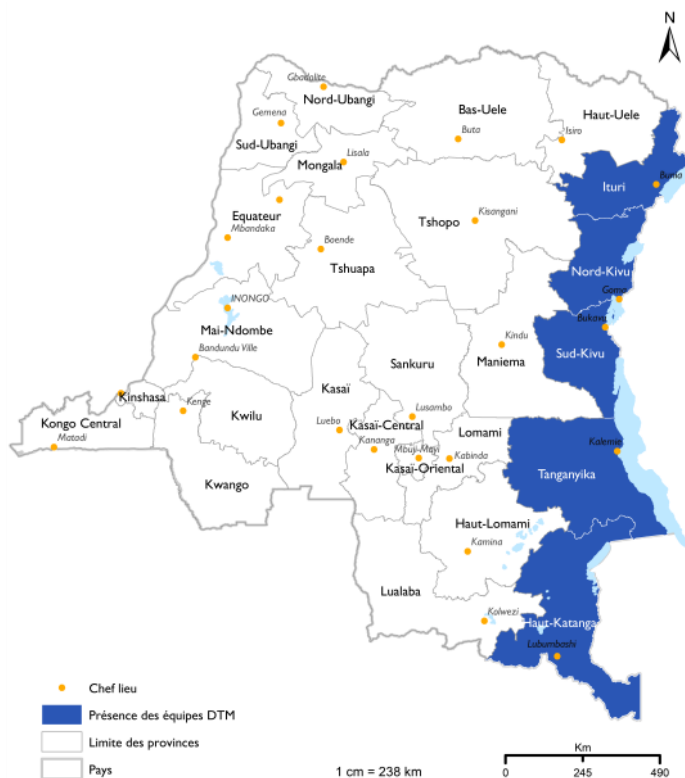 N
Gbadolite
Nord-Ubangi
Gemena
Sud-Ubangi
Bas-Uele
Haut-Uele
Buta
Isiro
Mongala
Lisala
Ituri
Bunia
Equateur
Mbandaka
Boende
Tshuapa
Tshopo
Kisangani
Nord-Kivu
Goma
INONGO
Mai-Ndombe
Bandundu Ville
Bukavu
Sud-Kivu
Kindu
Maniema
Sankuru
Kasaï
Kinshasa
Kongo Central
Matadi
Kenge
Kwilu
Kwango
Lusambo
Luebo
Kasaï-Central
Kananga
Mbuji-Mayi
Kasaï-Oriental
Lomami
Kabinda
Kalemie
Tanganyika
Haut-Lomami
Kamina
Lualaba
Kolwezi
Haut-Katanga
Lubumbashi
Chef lieu
Présence des équipes DTM
Limite des provinces
Pays
1 cm = 238 km
Km
0 245 490